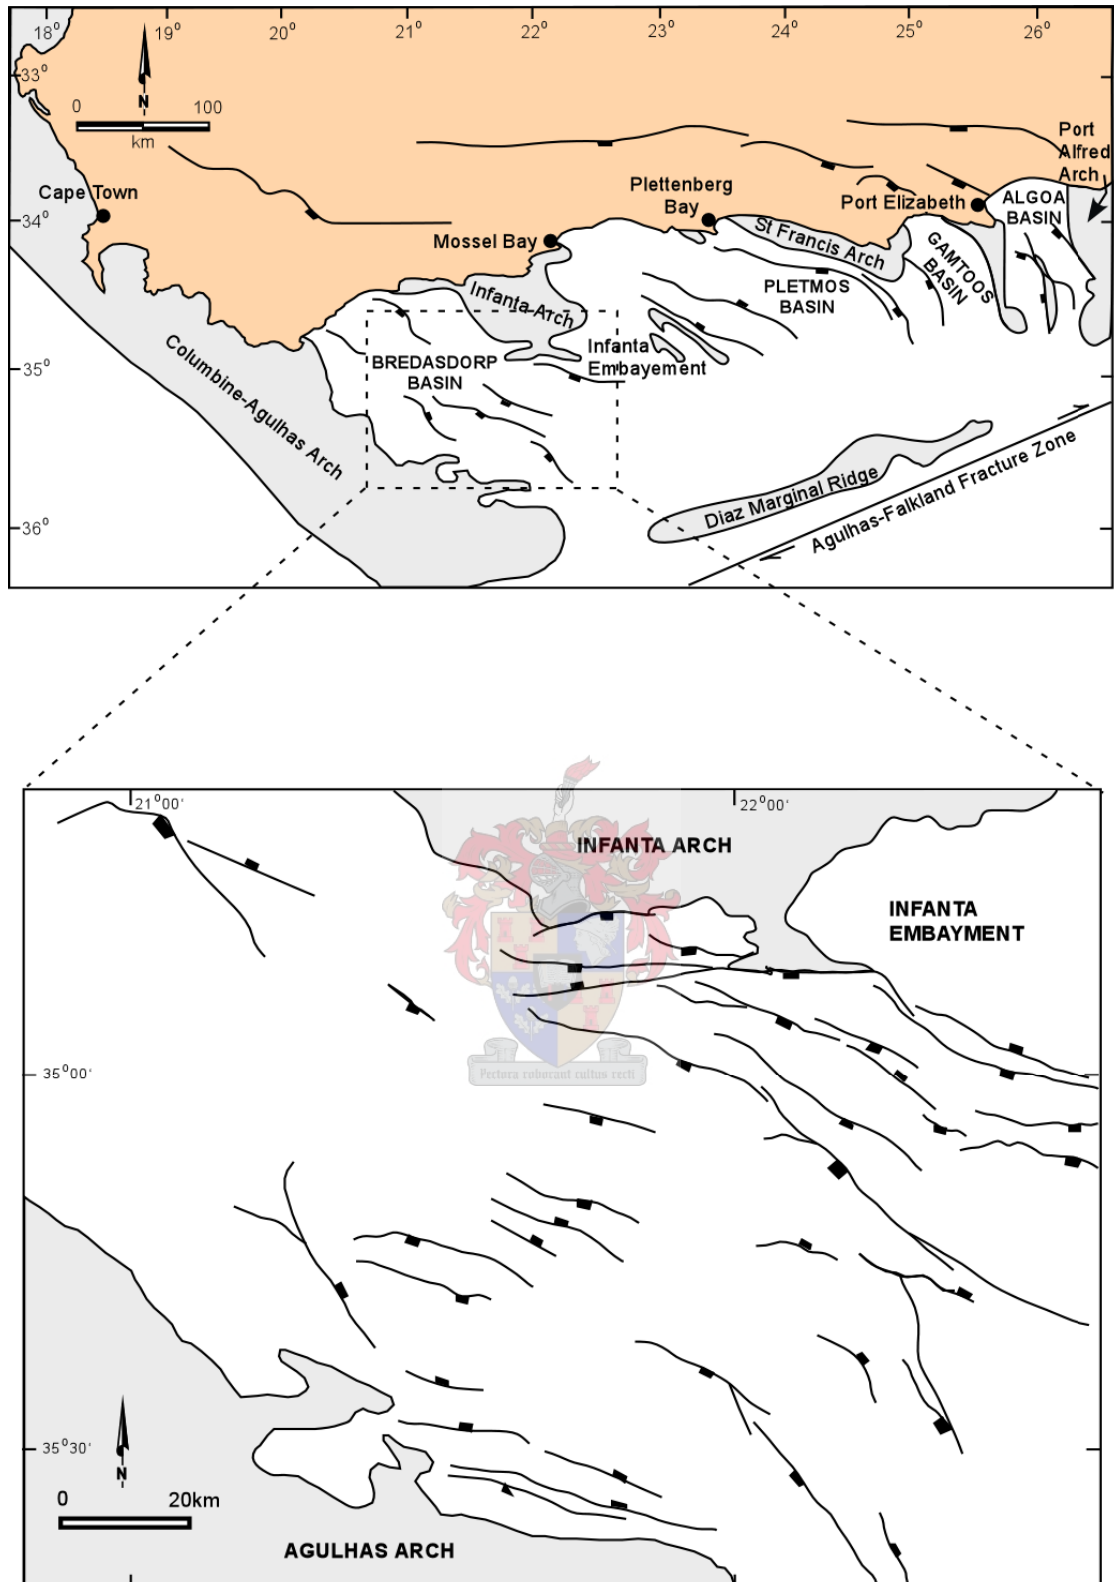 18° 19° 20° 21° 22° 23° 24° 25° 26°
33°
N
0 100
km
Port
Alfred
Arch
Cape Town
34°
Plettenberg
Bay
Port Elizabeth
ALGOA
BASIN
Mossel Bay
St Francis Arch
GAMTOOS
BASIN
PLETMOS
BASIN
Infanta Arch
Infanta
Embayement
BREDASDORP
BASIN
35°
Columbine-Agulhas Arch
Diaz Marginal Ridge
Agulhas-Falkland Fracture Zone
36°
21°00' 22°00'
INFANTA ARCH
INFANTA
EMBAYMENT
Pectora roborant cultus recti
35°00'
35°30'
N
0 20km
AGULHAS ARCH